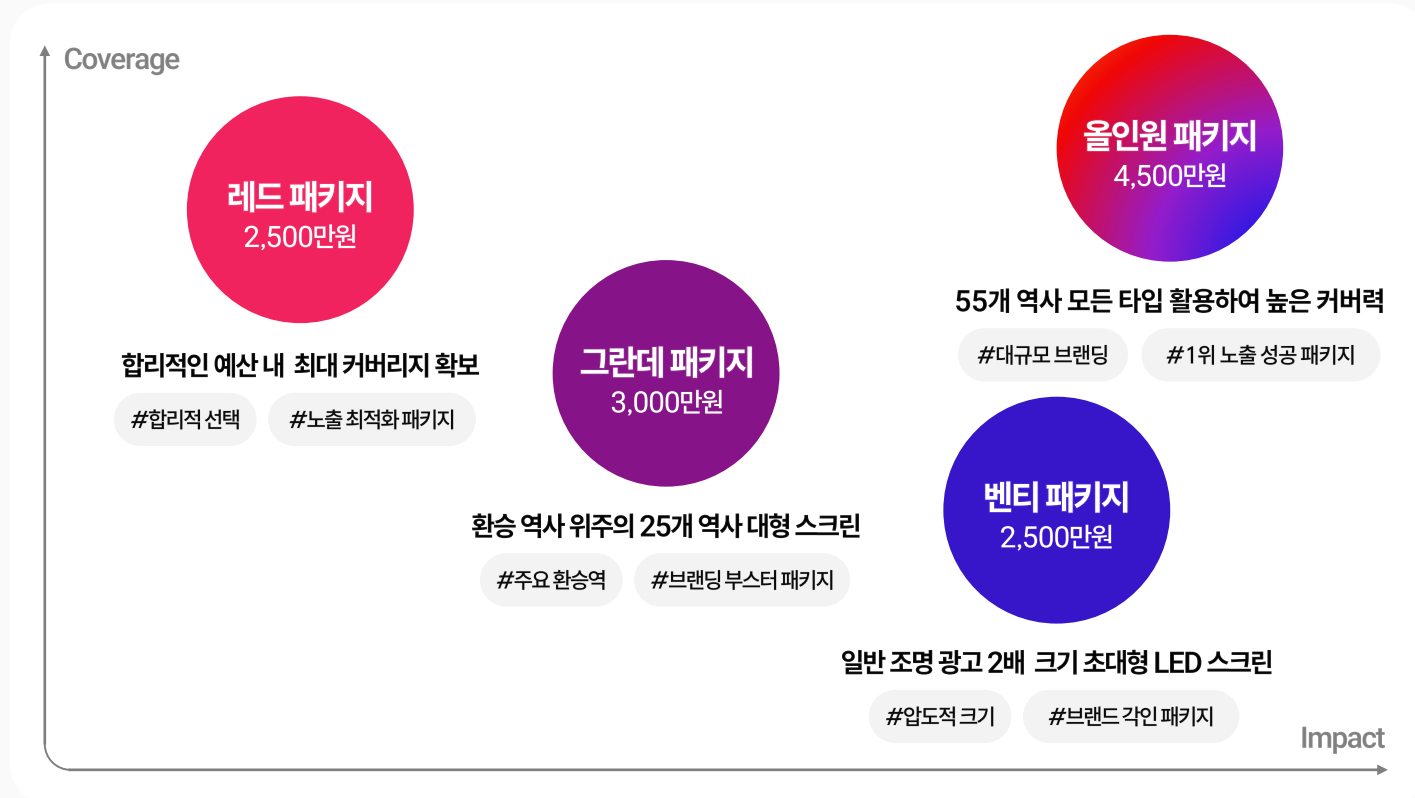 Coverage
레드 패키지
2,500만원
합리적인 예산 내 최대 커버리지 확보
#합리적 선택
#노출 최적화 패키지
그란데 패키지
3,000만원
환승 역사 위주의 25개 역사 대형 스크린
#주요 환승역
#브랜딩 부스터 패키지
올인원 패키지
4,500만원
55개 역사 모든 타입 활용하여 높은 커버력
#대규모 브랜딩
#1위 노출 성공 패키지
벤티 패키지
2,500만원
일반 조명 광고 2배 크기 초대형 LED 스크린
#압도적 크기
#브랜드 각인 패키지
Impact